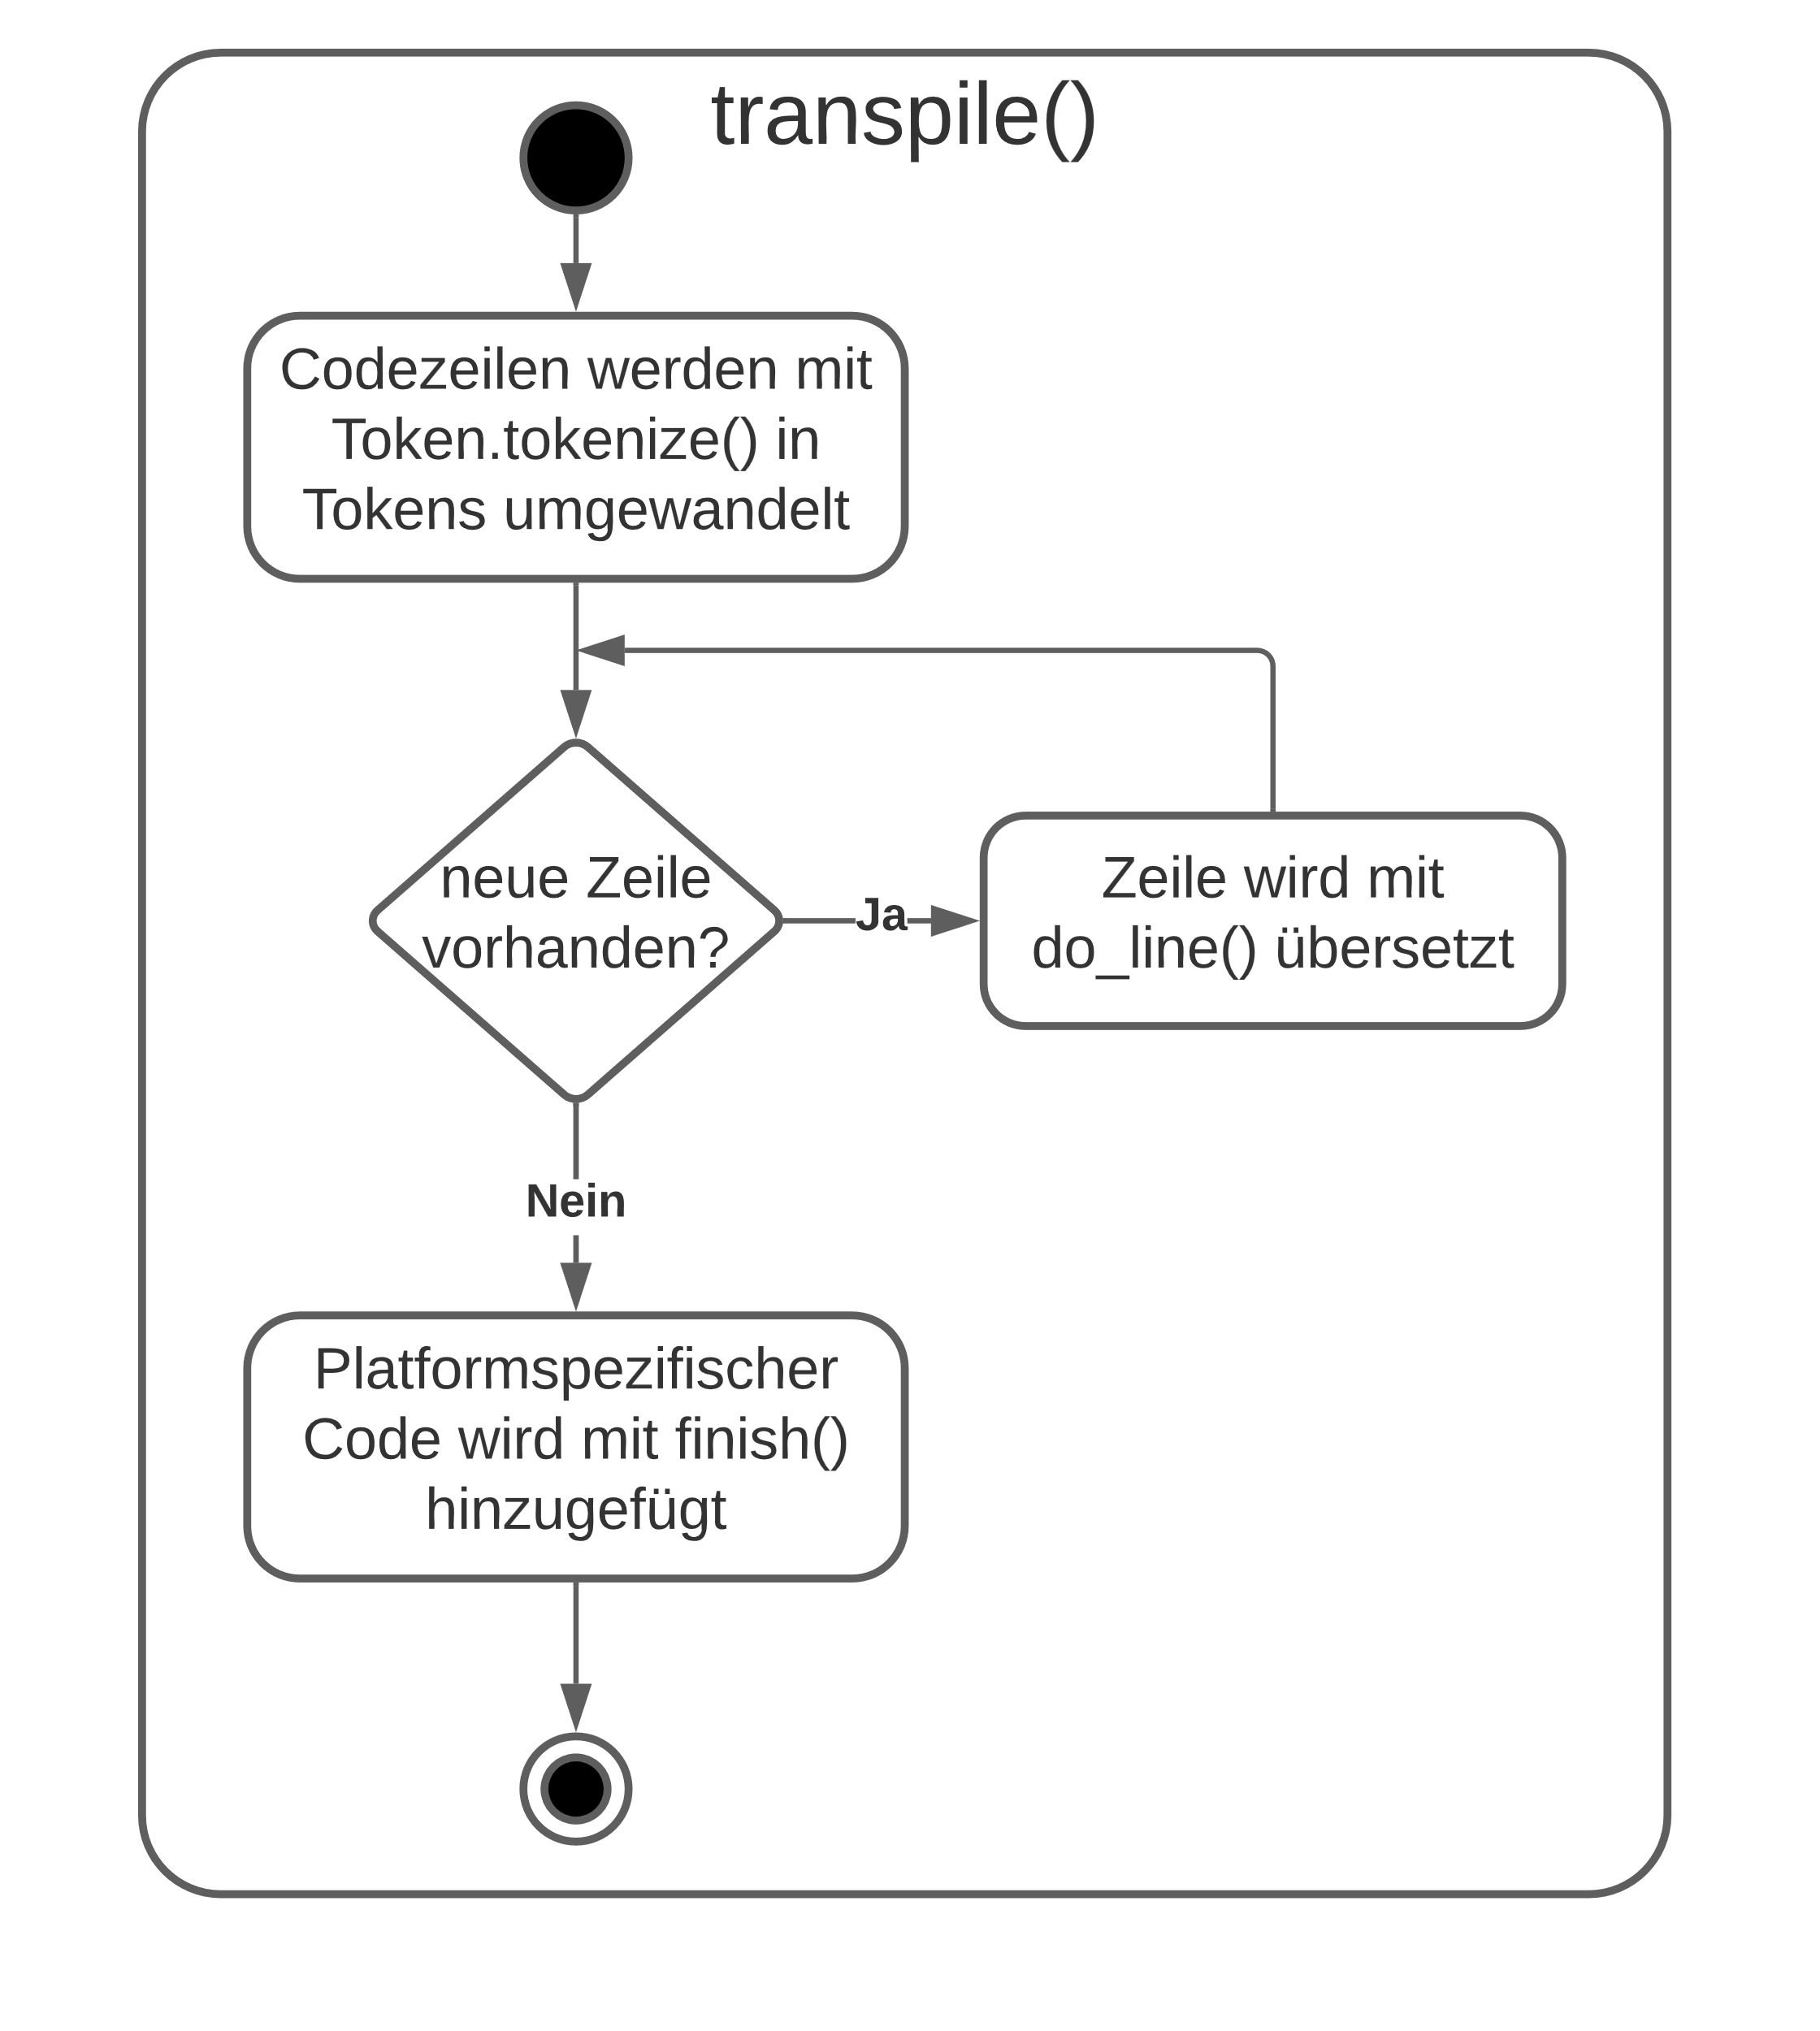 transpile()
Codezeilen werden mit
Token.tokenize() in
Tokens umgewandelt
neue Zeile
vorhanden?
Ja
Zeile wird mit
do_line() übersetzt
Nein
Platformspezifischer
Code wird mit finish()
hinzugefügt